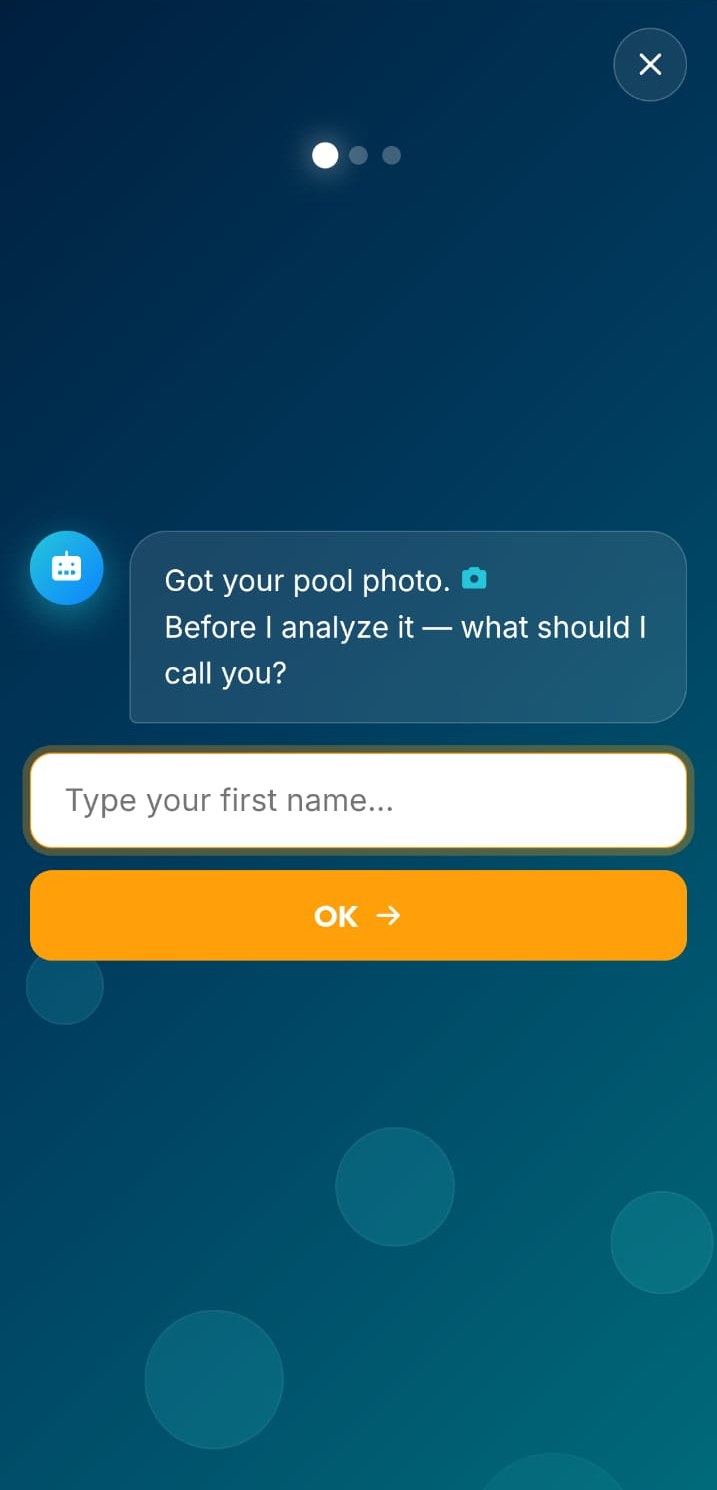 Got your pool photo.
Before I analyze it — what should I
call you?
Type your first name...
OK →